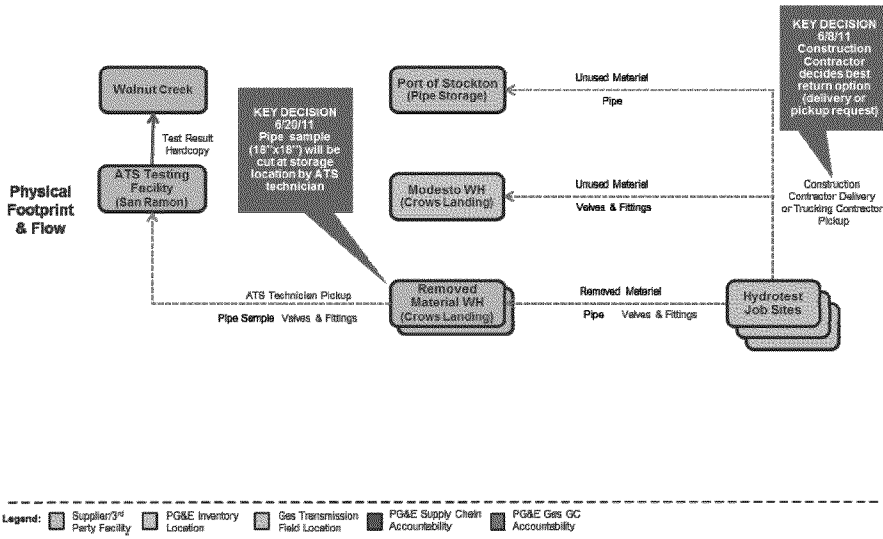 KEY DECISION
6/8/11
Construction
Contractor
decides best
return option
(delivery or
pickup request)
Walnut Creek
Port of Stockton
(Pipe Storage)
Unused Material
Pipe
KEY DECISION
6/20/11
Pipe sample
(18"x18") will be
cut at storage
location by ATS
technician
Test Result
Hardcopy
ATS Testing
Facility
(San Ramon)
Physical
Footprint
& Flow
Modesto WH
(Crows Landing)
Unused Material
Valves & Fittings
Construction
Contractor Delivery
or Trucking Contractor
Pickup
ATS Technician Pickup
Pipe Sample Valves & Fittings
Removed
Material WH
(Crows Landing)
Removed Material
Pipe Valves & Fittings
Hydrotest
Job Sites
Legend:
Supplier/3rd
Party Facility
PG&E Inventory
Location
Gas Transmission
Field Location
PG&E Supply Chain
Accountability
PG&E Gas GC
Accountability